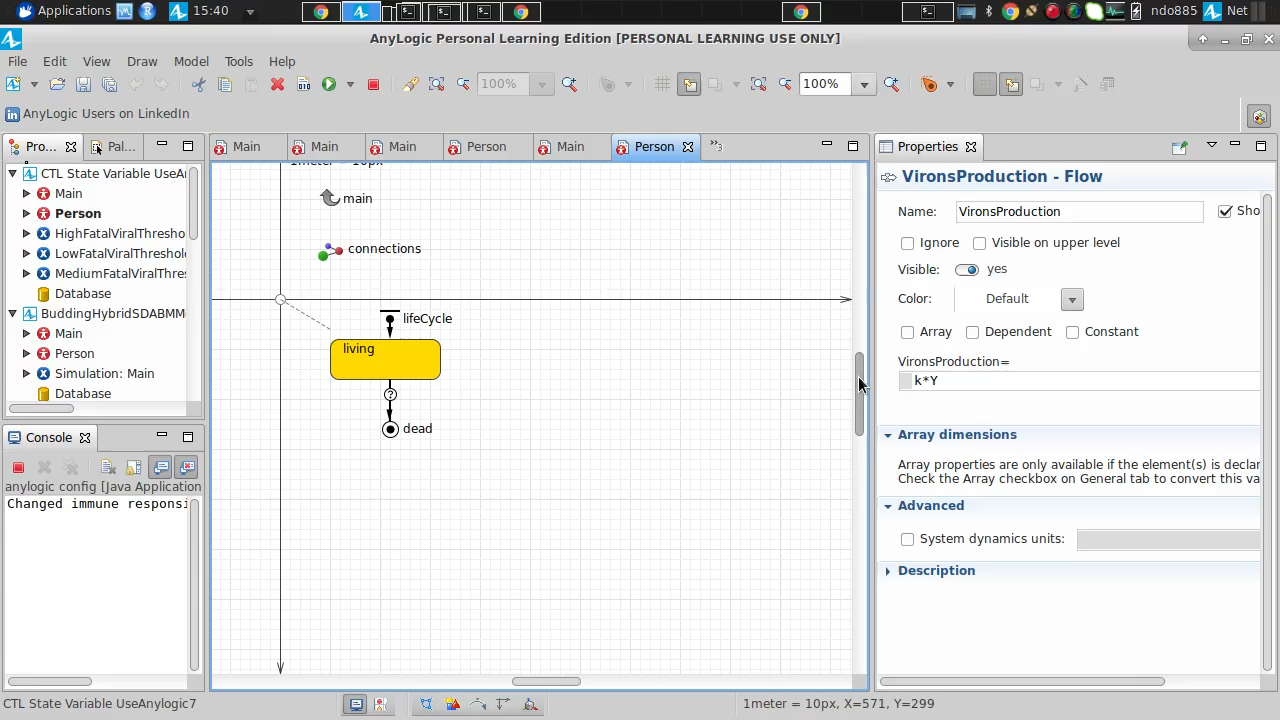 Applications
15:40
ndo885
Net
AnyLogic Personal Learning Edition [PERSONAL LEARNING USE ONLY]
File Edit View Draw Model Tools Help
100%
100%
AnyLogic Users on LinkedIn
Pro...
Pal...
Main
Main
Main
Person
Main
Person
3
Properties
CTL State Variable UseAn
Main
Person
HighFatalViralThresho
LowFatalViralThreshold
MediumFatalViralThres
Database
BuddingHybridSDABMM
Main
Person
Simulation: Main
Database
Console
anylogic config [Java Application
Changed immune responsi
1meter = 10px
main
connections
lifeCycle
living
?
dead
VironsProduction - Flow
Name: VironsProduction
Sho
Ignore
Visible on upper level
Visible: yes
Color: Default
Array
Dependent
Constant
VironsProduction=
k*Y
Array dimensions
Array properties are only available if the element(s) is declar
Check the Array checkbox on General tab to convert this va
Advanced
System dynamics units:
Description
CTL State Variable UseAnylogic7
1meter = 10px, X=571, Y=299